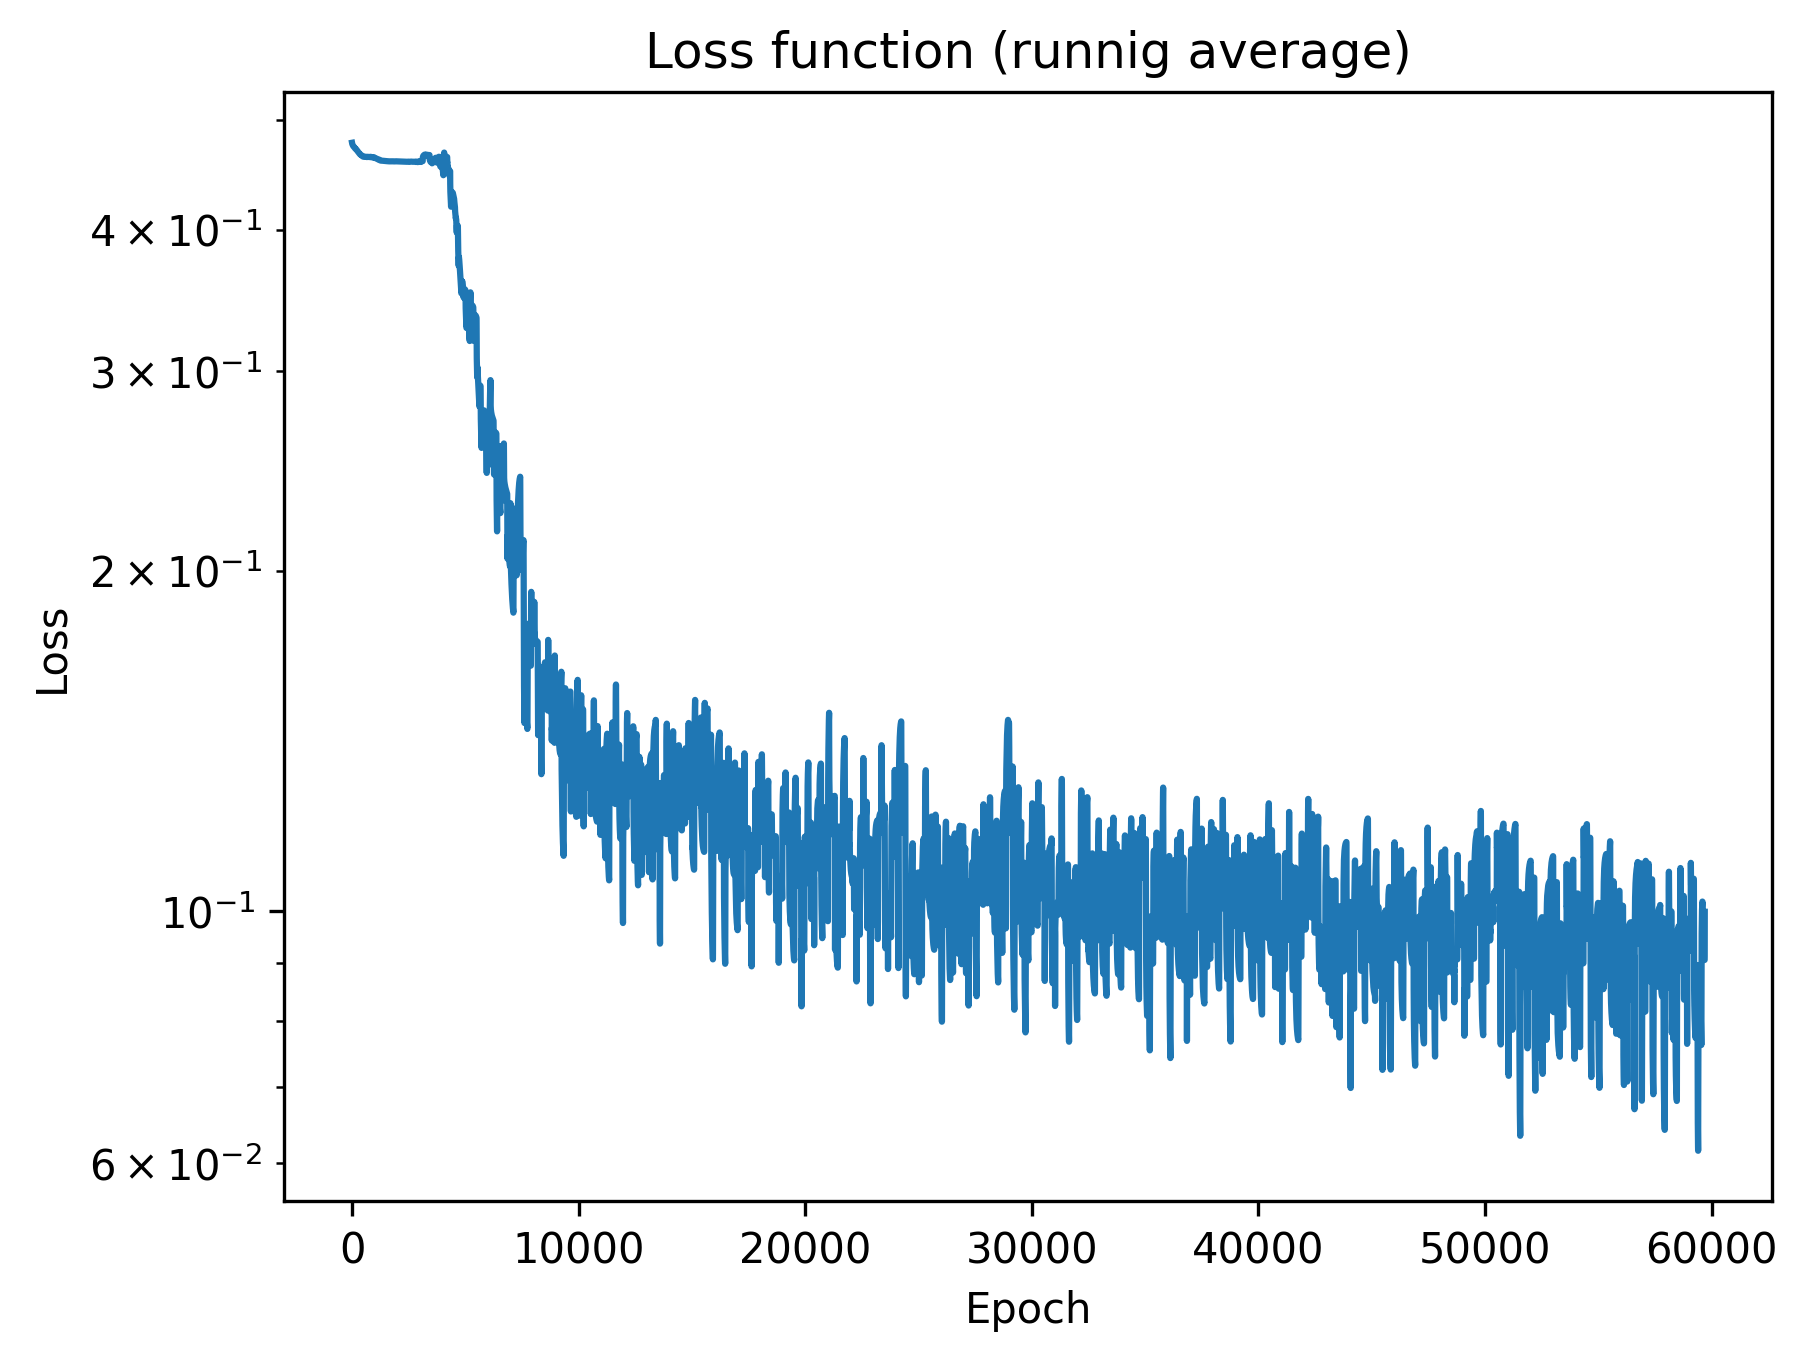 Loss function (runnig average)
4 × 10⁻¹
3 × 10⁻¹
2 × 10⁻¹
10⁻¹
6 × 10⁻²
Loss
0 10000 20000 30000 40000 50000 60000
Epoch